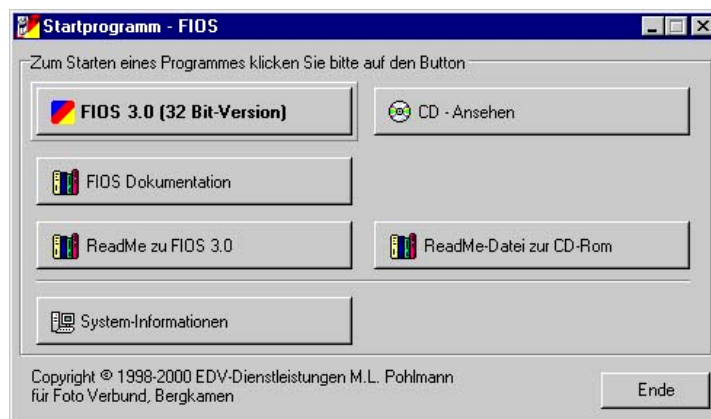 Startprogramm - FIOS
Zum Starten eines Programmes klicken Sie bitte auf den Button
FIOS 3.0 (32 Bit-Version)
CD - Ansehen
FIOS Dokumentation
ReadMe zu FIOS 3.0
ReadMe-Datei zur CD-Rom
System-Informationen
Copyright © 1998-2000 EDV-Dienstleistungen M.L. Pohlmann
für Foto Verbund, Bergkamen
Ende